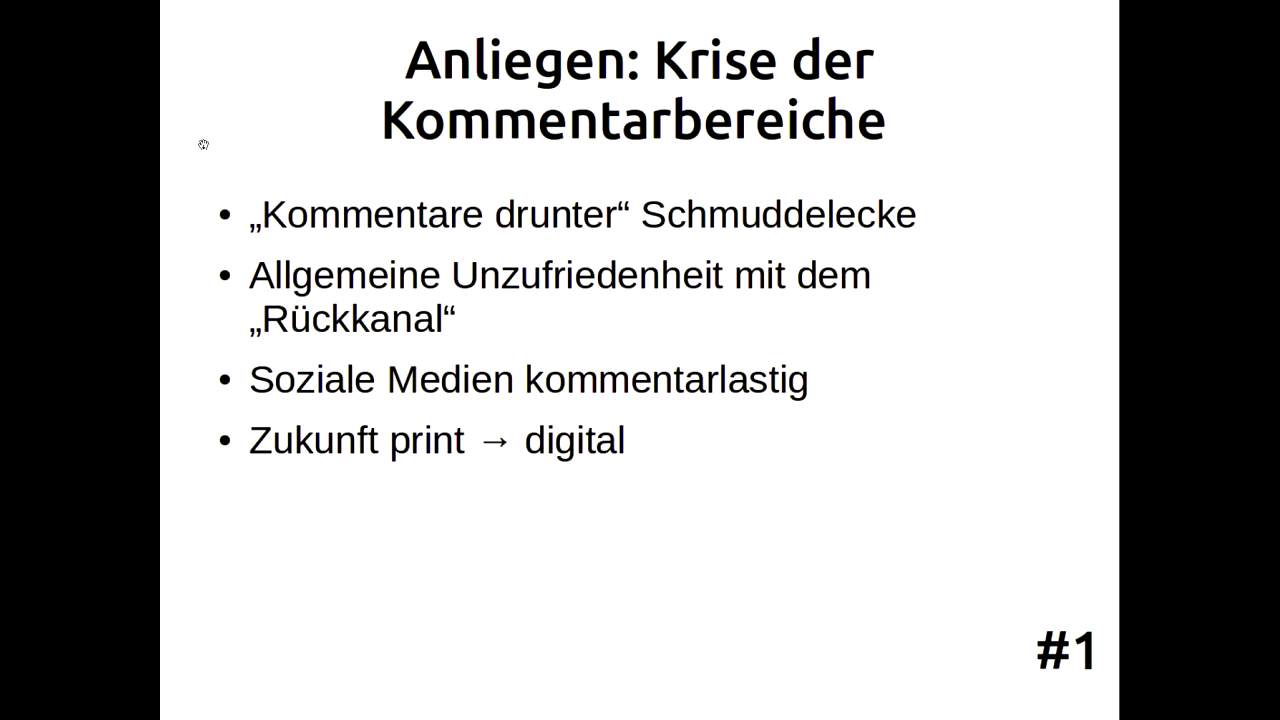 Anliegen: Krise der
Kommentarbereiche
• „Kommentare drunter“ Schmuddelecke
• Allgemeine Unzufriedenheit mit dem
„Rückkanal“
• Soziale Medien kommentarlastig
• Zukunft print → digital
#1